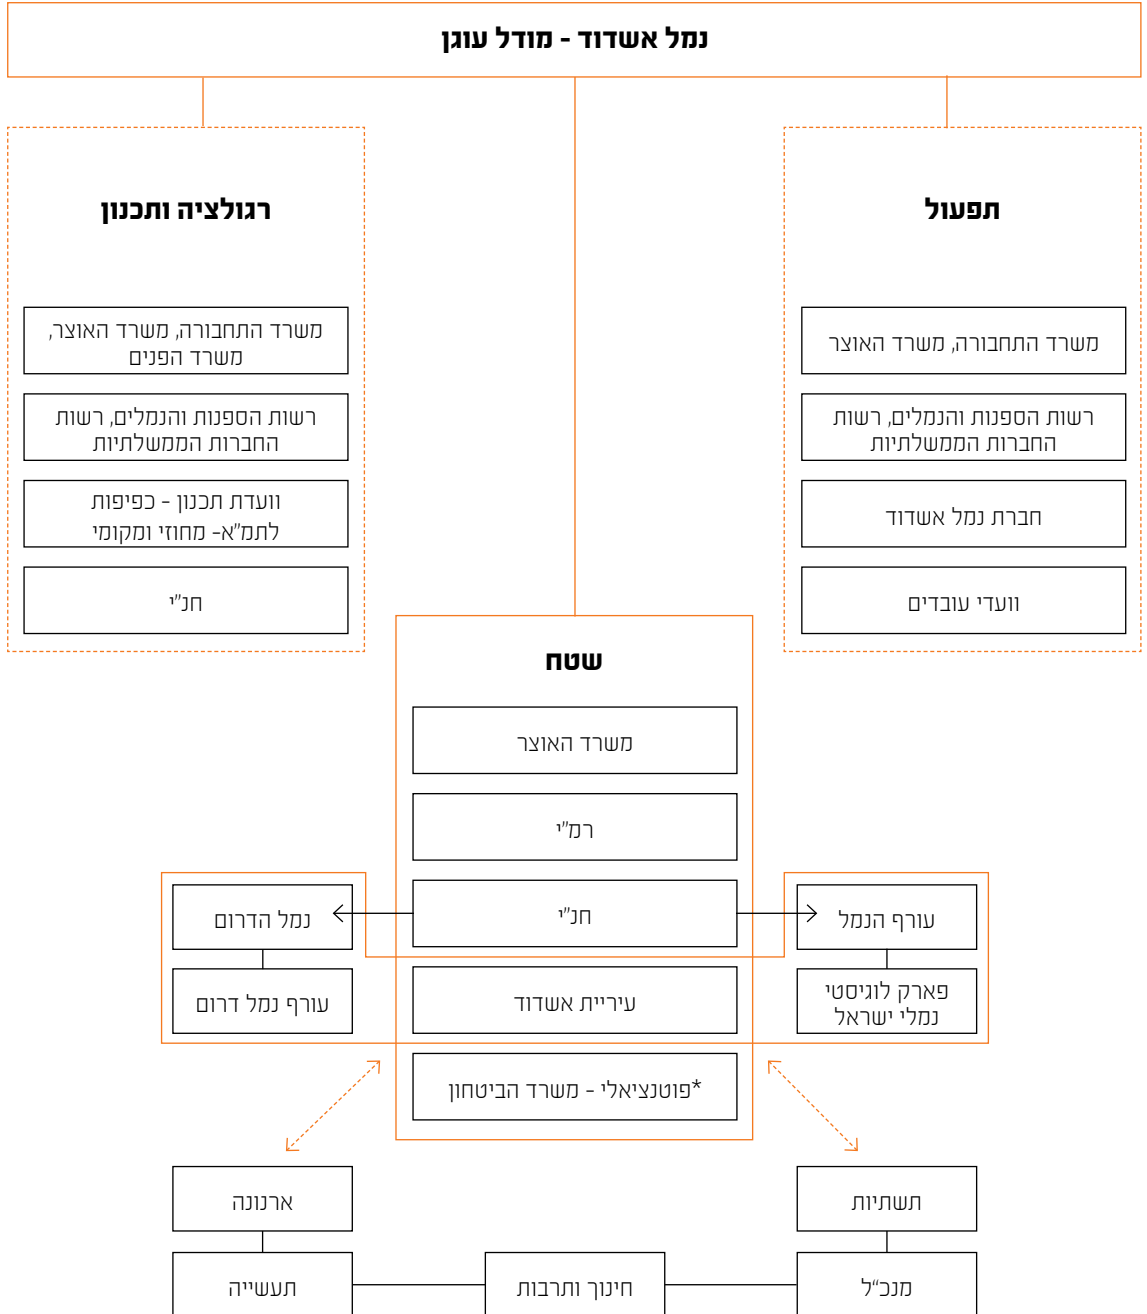 נמל אשדוד - מודל עוגן
תפעול
משרד התחבורה, משרד האוצר
רשות הספנות והנמלים, רשות
החברות הממשלתיות
חברת נמל אשדוד
וועדי עובדים
רגולציה ותכנון
משרד התחבורה, משרד האוצר,
משרד הפנים
רשות הספנות והנמלים, רשות
החברות הממשלתיות
וועדת תכנון - כפיפות
לתמ"א- מחוזי ומקומי
חנ"י
שטח
משרד האוצר
רמ"י
חנ"י
עיריית אשדוד
*פוטנציאלי - משרד הביטחון
עורף הנמל
פארק לוגיסטי
נמלי ישראל
נמל הדרום
עורף נמל דרום
תשתיות
ארנונה
מנכ"ל
חינוך ותרבות
תעשייה